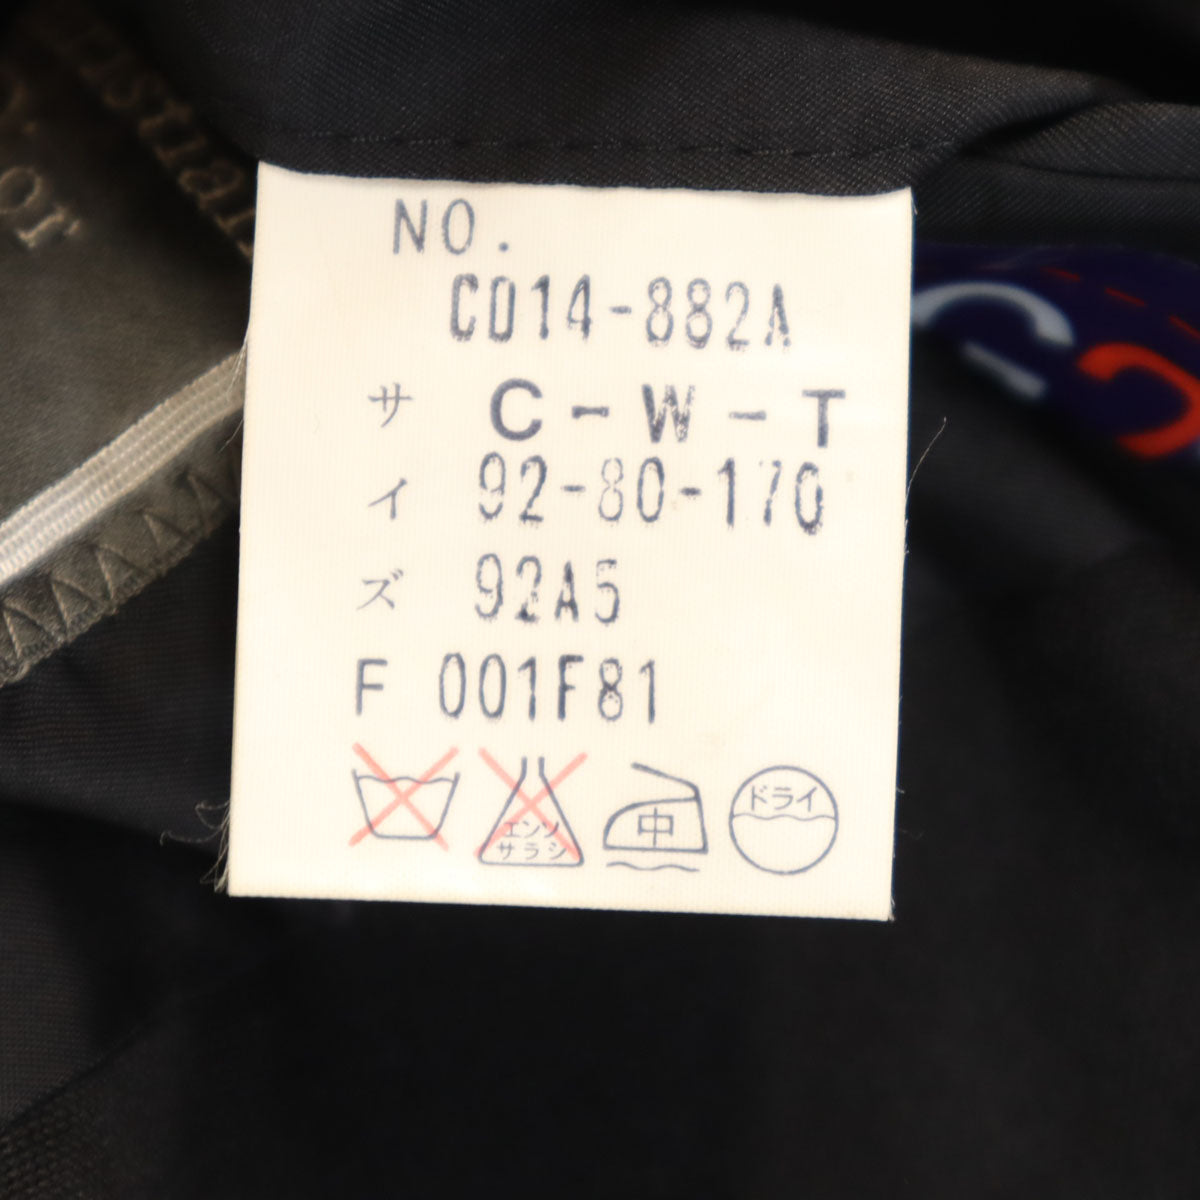 NO.
CD14-882A
サイズ
C-W-T
92-80-170
92A5
F 001F81
エンソ
サラシ
中
ドライ